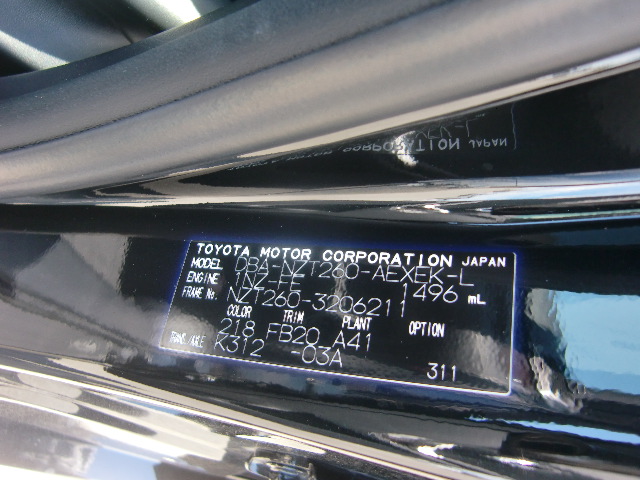 TOYOTA MOTOR CORPORATION JAPAN
MODEL DBA-NZT260-AEXEK-L
ENGINE 1NZ-FE 1496 mL
FRAME No. NZT260-3206211
COLOR TRIM PLANT OPTION
218 FB20 A41
TRANS./AXLE K312 -03A
311